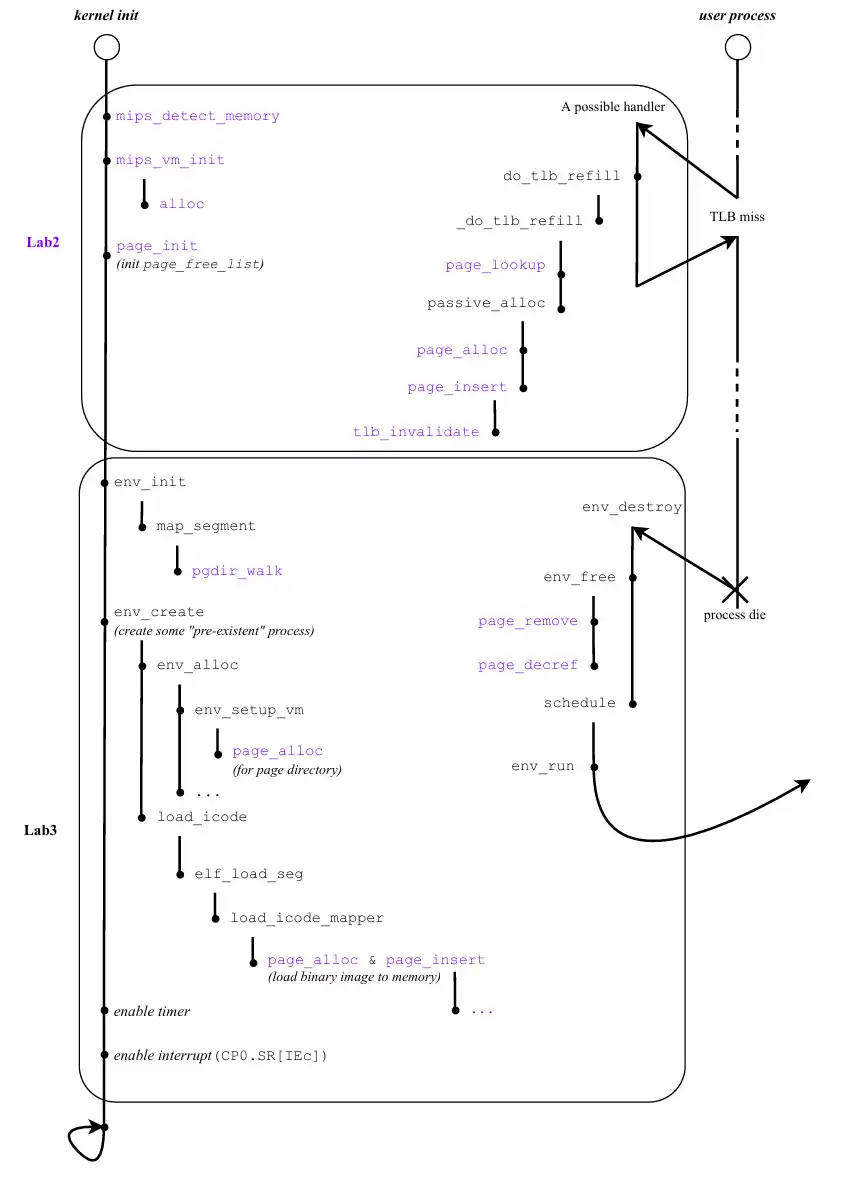 kernel init
user process
A possible handler
mips_detect_memory
mips_vm_init
alloc
do_tlb_refill
_do_tlb_refill
TLB miss
Lab2
page_init
(init page_free_list)
page_lookup
passive_alloc
page_alloc
page_insert
tlb_invalidate
env_init
map_segment
pgdir_walk
env_create
(create some "pre-existent" process)
env_alloc
env_setup_vm
page_alloc
(for page directory)
...
load_icode
Lab3
elf_load_seg
load_icode_mapper
page_alloc & page_insert
(load binary image to memory)
...
enable timer
enable interrupt(CP0.SR[IEc])
env_destroy
env_free
process die
page_remove
page_decref
schedule
env_run